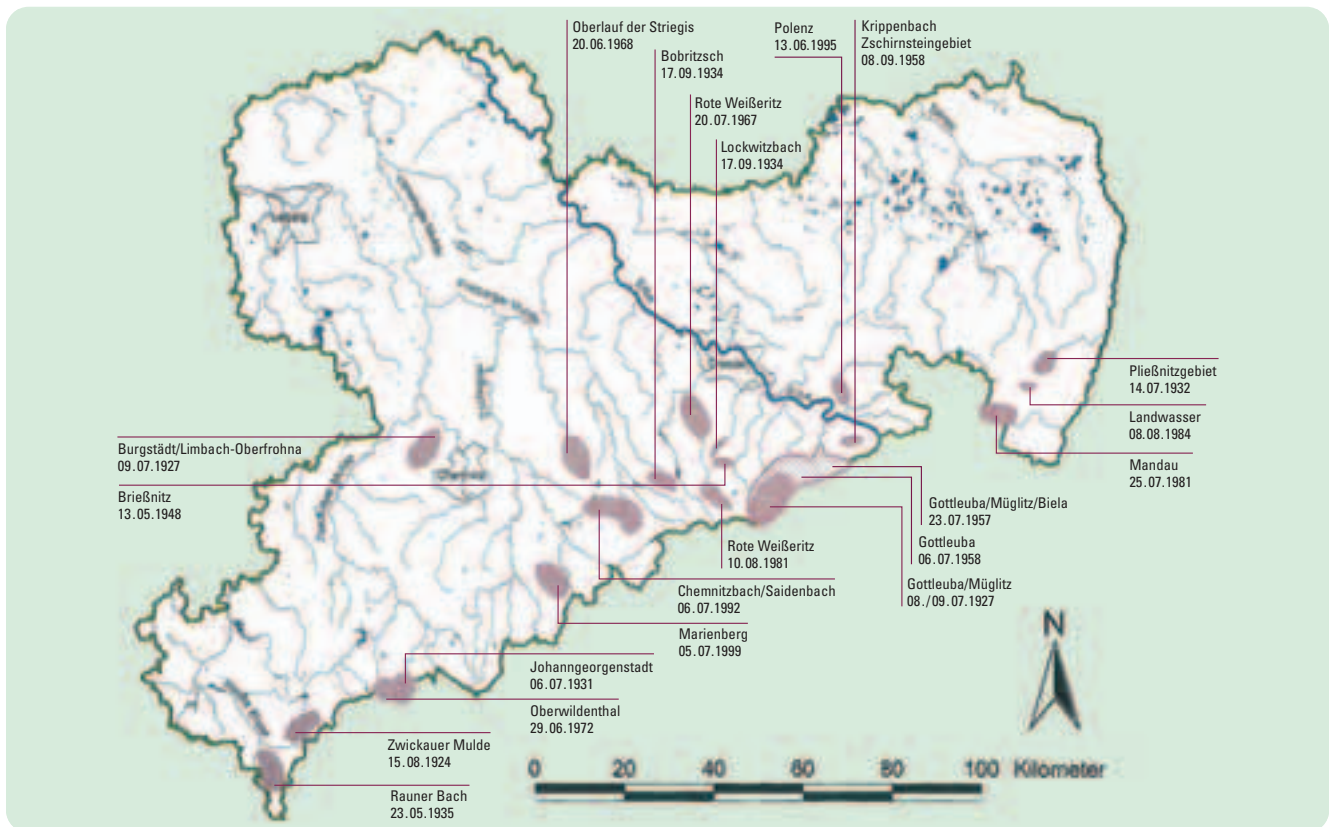 Oberlauf der Striegis
20.06.1968
Bobritzsch
17.09.1934
Rote Weißeritz
20.07.1967
Lockwitzbach
17.09.1934
Polenz
13.06.1995
Krippenbach
Zschirnsteingebiet
08.09.1958
Pließnitzgebiet
14.07.1932
Landwasser
08.08.1984
Mandau
25.07.1981
Burgstädt/Limbach-Oberfrohna
09.07.1927
Brießnitz
13.05.1948
Gottleuba/Müglitz/Biela
23.07.1957
Gottleuba
06.07.1958
Gottleuba/Müglitz
08./09.07.1927
Rote Weißeritz
10.08.1981
Chemnitzbach/Saidenbach
06.07.1992
Marienberg
05.07.1999
Johanngeorgenstadt
06.07.1931
Oberwildenthal
29.06.1972
Zwickauer Mulde
15.08.1924
Rauner Bach
23.05.1935
N
0 20 40 60 80 100 Kilometer